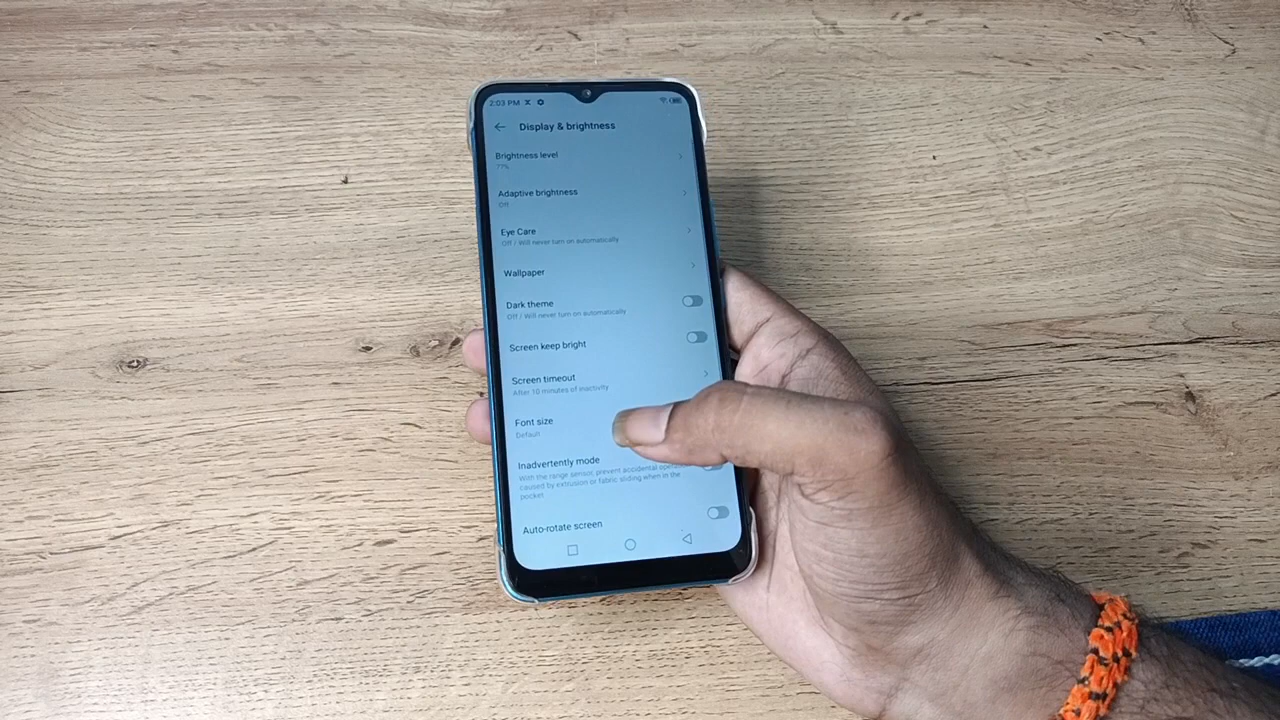 2:03 PM
Display & brightness
Brightness level
77%
Adaptive brightness
Off
Eye Care
Off / Will never turn on automatically
Wallpaper
Dark theme
Off / Will never turn on automatically
Screen keep bright
Screen timeout
After 10 minutes of inactivity
Font size
Default
Inadvertently mode
With the range sensor, prevent accidental
caused by extrusion or fabric sliding when in the
pocket.
Auto-rotate screen